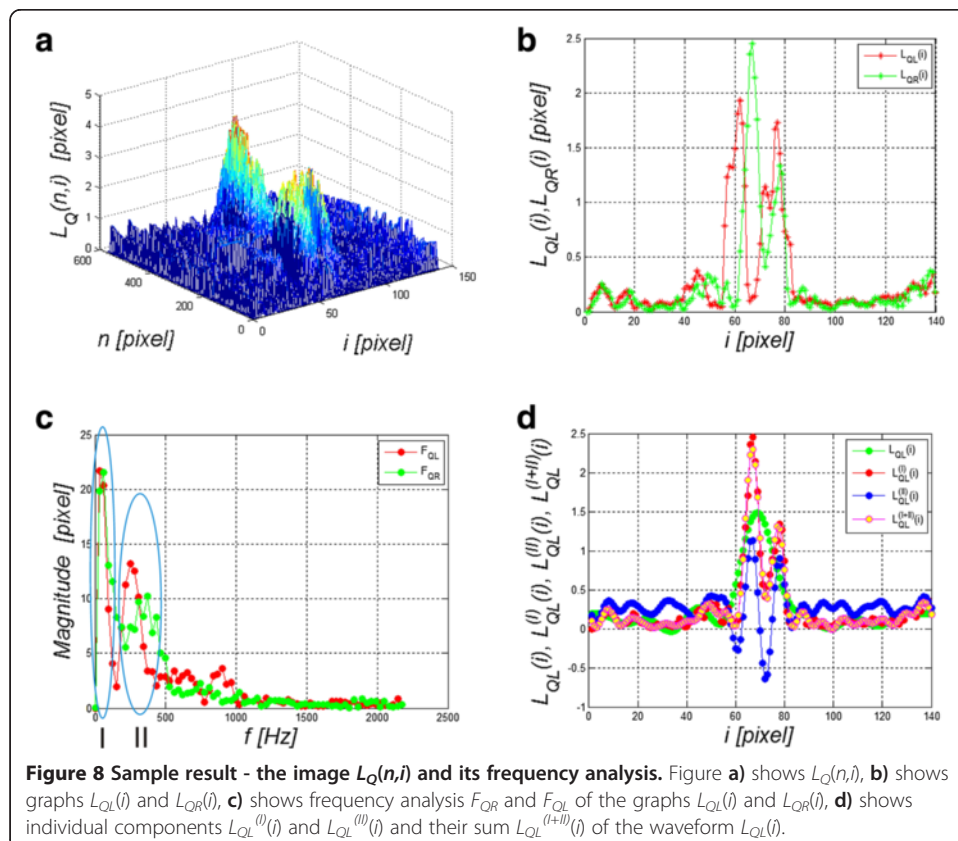 a
L_Q(n,i) [pixel]
5
4
3
2
1
0
600
400
200
0
0
50
100
150
n [pixel]
i [pixel]
b
L_QL(i), L_QR(i) [pixel]
2.5
2
1.5
1
0.5
0
0
20
40
60
80
100
120
140
i [pixel]
L_QL(i)
L_QR(i)
c
Magnitude [pixel]
25
20
15
10
5
0
0
500
1000
1500
2000
2500
I
II
f [Hz]
F_QL
F_QR
d
L_QL(i), L_QL^(I)(i), L_QL^(II)(i), L_QL^(I+II)(i)
2.5
2
1.5
1
0.5
0
-0.5
-1
0
20
40
60
80
100
120
140
i [pixel]
L_QL(i)
L_QL^(I)(i)
L_QL^(II)(i)
L_QL^(I+II)(i)
Figure 8 Sample result - the image L_Q(n,i) and its frequency analysis. Figure a) shows L_Q(n,i), b) shows
graphs L_QL(i) and L_QR(i), c) shows frequency analysis F_QR and F_QL of the graphs L_QL(i) and L_QR(i), d) shows
individual components L_QL^(I)(i) and L_QL^(II)(i) and their sum L_QL^(I+II)(i) of the waveform L_QL(i).